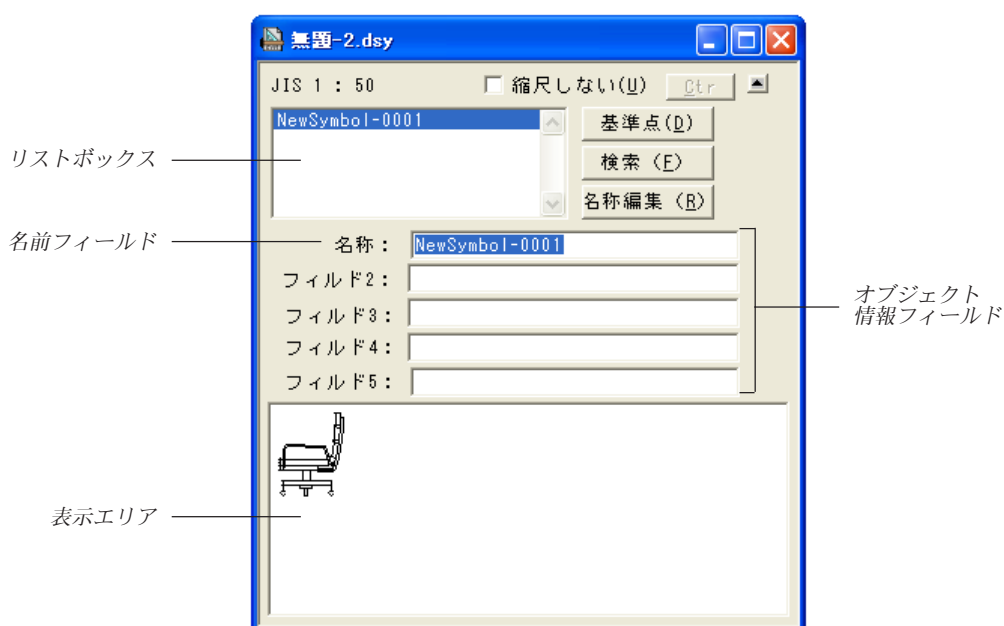 無題-2.dsy
JIS 1 : 50
縮尺しない(U)
Ctr
NewSymbol-0001
基準点(D)
検索 (F)
名称編集 (R)
リストボックス
名前フィールド
名称：
NewSymbol-0001
フィルド2：
フィルド3：
フィルド4：
フィルド5：
オブジェクト
情報フィールド
表示エリア